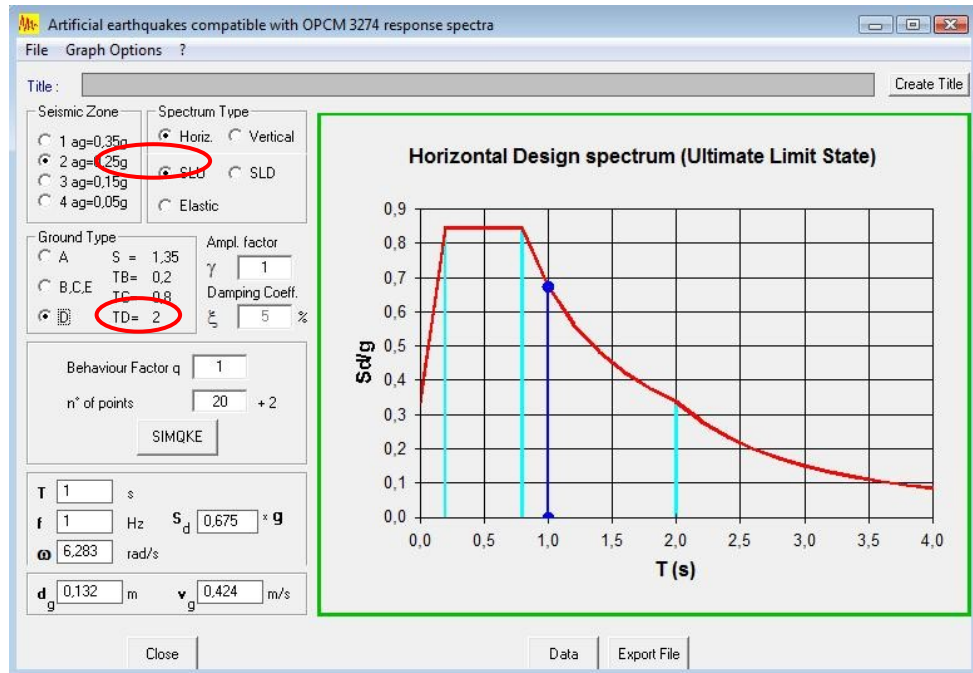 Artificial earthquakes compatible with OPCM 3274 response spectra
File Graph Options ?
Title :
Create Title
Seismic Zone
1 ag=0,35g
2 ag=0,25g
3 ag=0,15g
4 ag=0,05g
Spectrum Type
Horiz. Vertical
SLU SLD
Elastic
Ground Type
A S = 1,35
TB= 0,2
B,C,E TC= 0,8
D TD= 2
Ampl. factor
γ 1
Damping Coeff.
ξ 5 %
Behaviour Factor q 1
n° of points 20 + 2
SIMQKE
T 1 s
f 1 Hz Sd 0,675 x g
ω 6,283 rad/s
dg 0,132 m vg 0,424 m/s
Horizontal Design spectrum (Ultimate Limit State)
Sd/g
0,9
0,8
0,7
0,6
0,5
0,4
0,3
0,2
0,1
0,0
0,0 0,5 1,0 1,5 2,0 2,5 3,0 3,5 4,0
T (s)
Close Data Export File